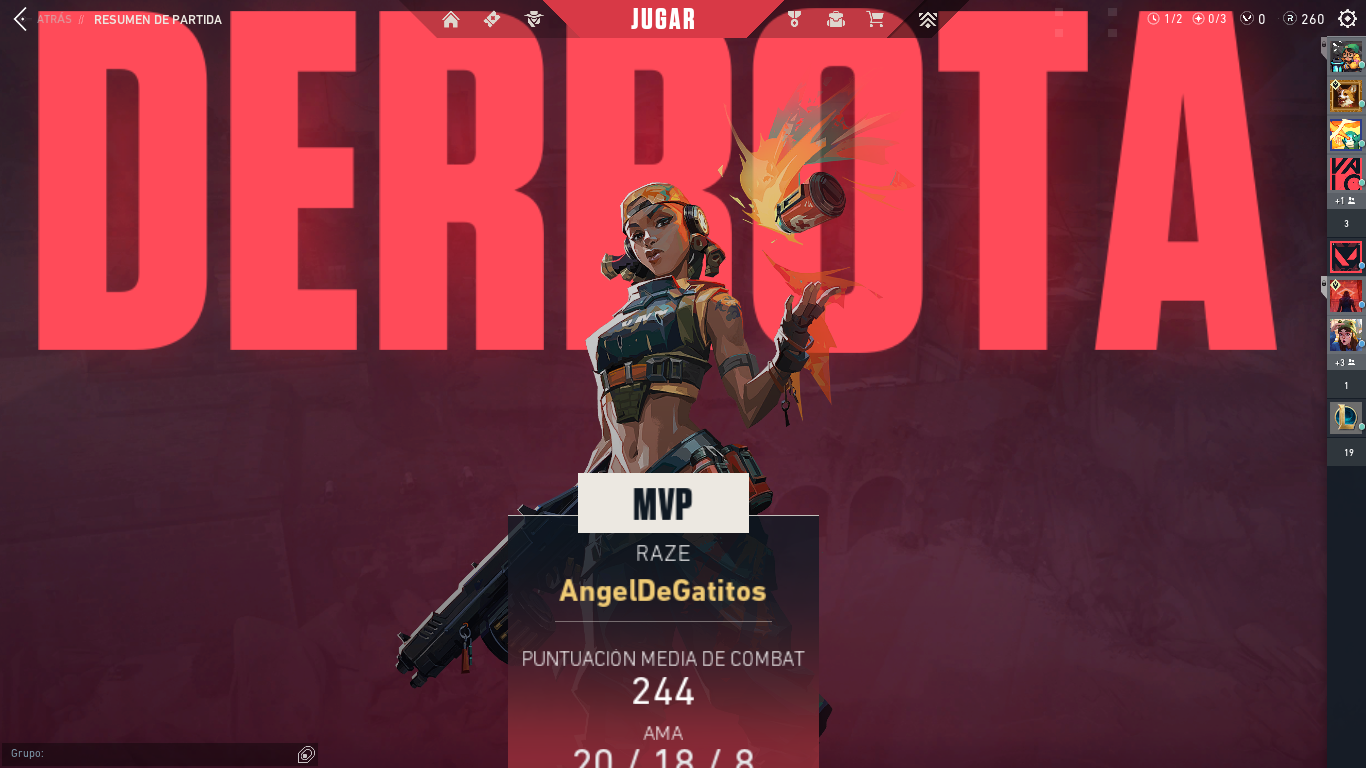 ATRÁS // RESUMEN DE PARTIDA
JUGAR
1/2 0/3 0 260
DERROTA
+1
3
+3
1
19
MVP
RAZE
AngelDeGatitos
PUNTUACIÓN MEDIA DE COMBAT
244
AMA
20 / 18 / 8
Grupo: